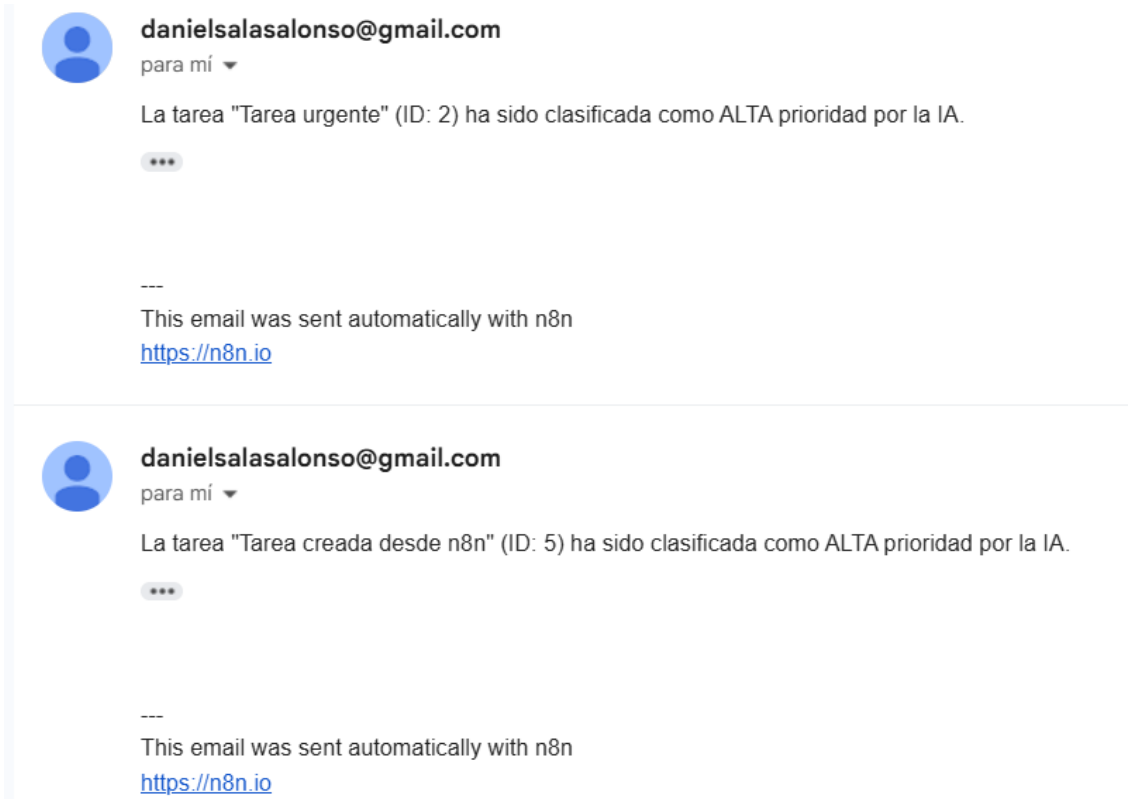 danielsalasalonso@gmail.com
para mí
La tarea "Tarea urgente" (ID: 2) ha sido clasificada como ALTA prioridad por la IA.
---
This email was sent automatically with n8n
https://n8n.io
danielsalasalonso@gmail.com
para mí
La tarea "Tarea creada desde n8n" (ID: 5) ha sido clasificada como ALTA prioridad por la IA.
---
This email was sent automatically with n8n
https://n8n.io